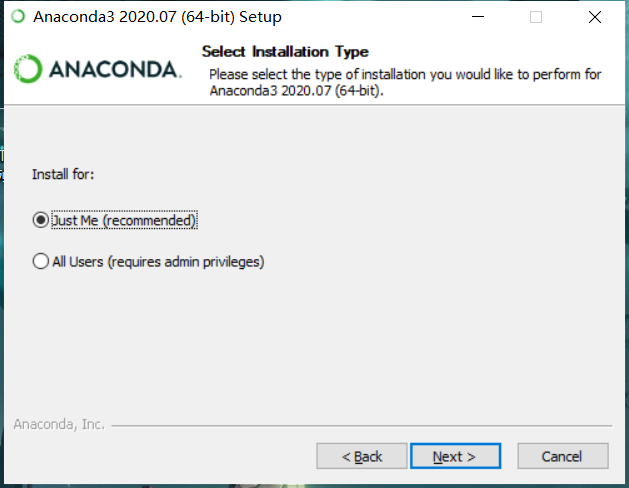 Anaconda3 2020.07 (64-bit) Setup
Select Installation Type
ANACONDA.
Please select the type of installation you would like to perform for
Anaconda3 2020.07 (64-bit).
Install for:
Just Me (recommended)
All Users (requires admin privileges)
Anaconda, Inc.
< Back
Next >
Cancel